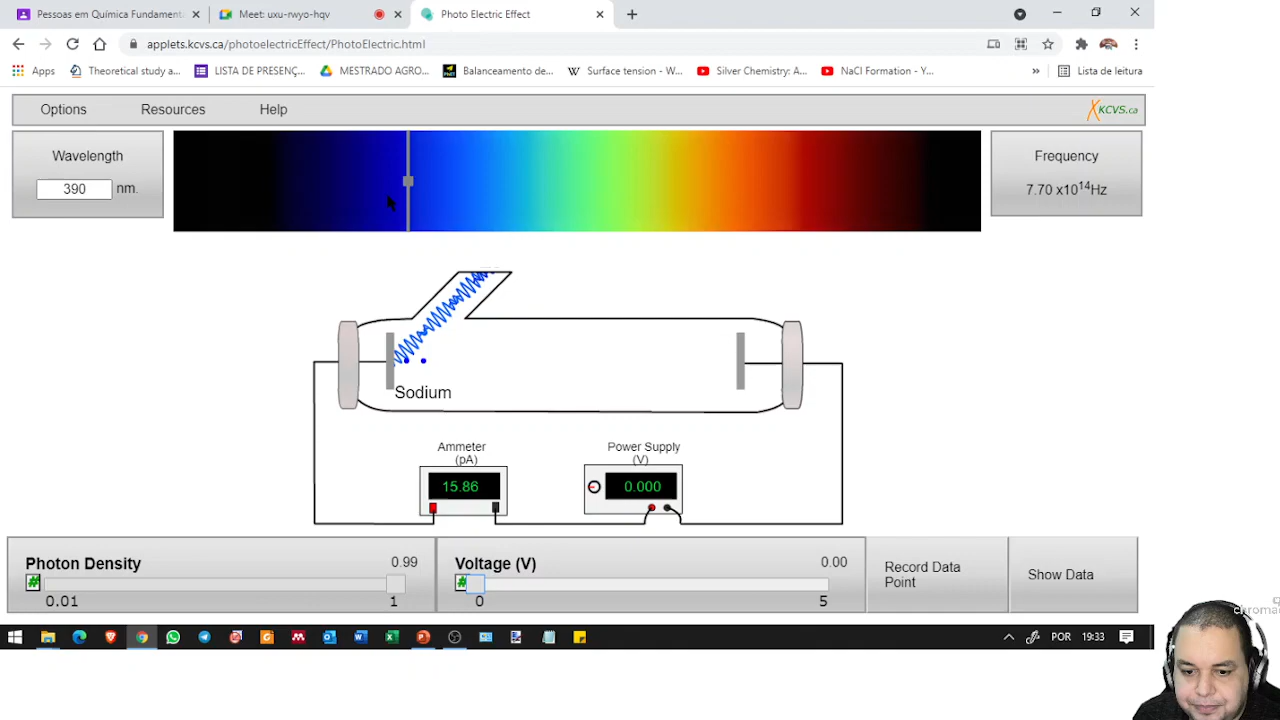 Pessoas em Química Fundament
Meet: uxu-rwyo-hqv
Photo Electric Effect
applets.kcvs.ca/photoelectricEffect/PhotoElectric.html
Apps
Theoretical study a...
LISTA DE PRESENÇ...
MESTRADO AGRO...
Balanceamento de...
Surface tension - W...
Silver Chemistry: A...
NaCl Formation - Y...
»
Lista de leitura
Options
Resources
Help
KCVS.ca
Wavelength
390 nm.
Frequency
7.70 x10¹⁴Hz
Sodium
Ammeter
(pA)
15.86
Power Supply
(V)
0.000
Photon Density
0.99
#
0.01
1
Voltage (V)
0.00
#
0
5
Record Data
Point
Show Data
POR
19:33